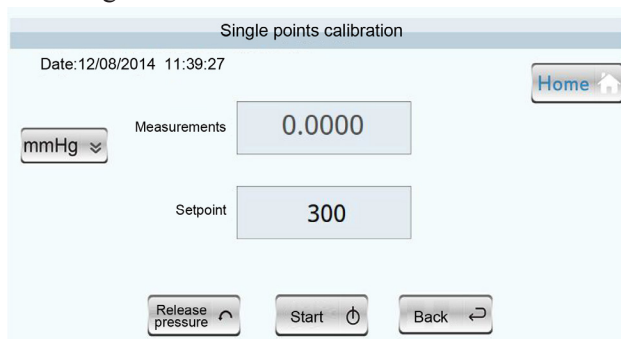 Single points calibration
Date:12/08/2014 11:39:27
Home
Measurements 0.0000
mmHg
Setpoint 300
Release
pressure
Start
Back